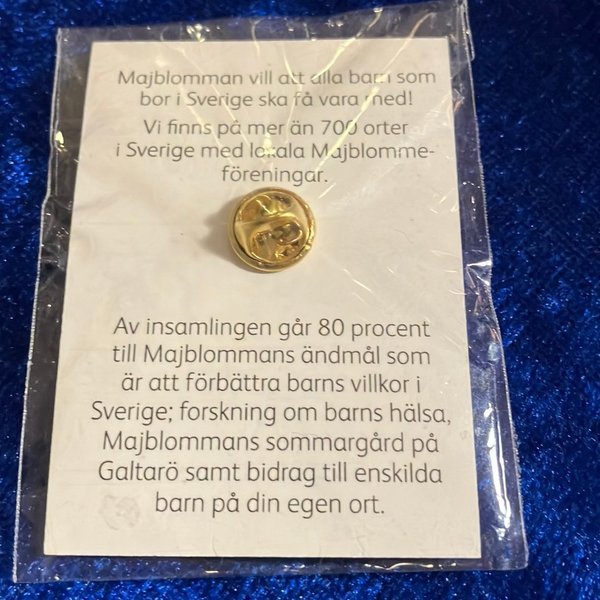 Majblomman vill att alla barn som
bor i Sverige ska få vara med!
Vi finns på mer än 700 orter
i Sverige med lokala Majblomme-
föreningar.
Av insamlingen går 80 procent
till Majblommans ändmål som
är att förbättra barns villkor i
Sverige; forskning om barns hälsa,
Majblommans sommargård på
Galtarö samt bidrag till enskilda
barn på din egen ort.